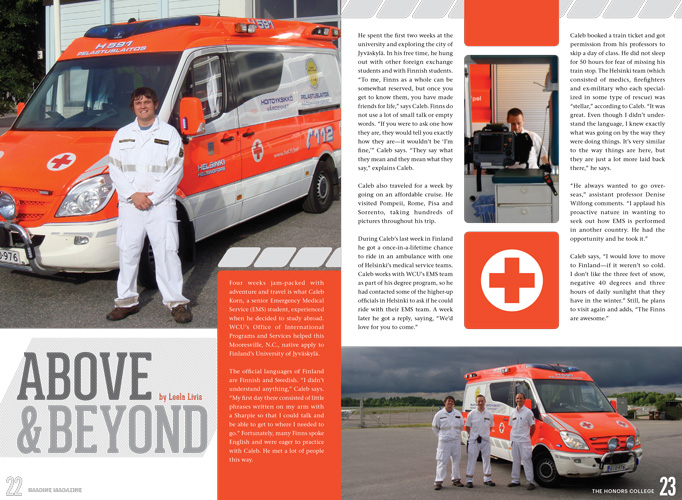 H 591
PELASTUSLAITOS
HOITOYKSIKKÖ
PELASTUSLAITOS
112
HELSINKI
HELSINGFORS
D-976
ABOVE
& BEYOND
by Leela Livis
Four weeks jam-packed with
adventure and travel is what Caleb
Korn, a senior Emergency Medical
Service (EMS) student, experienced
when he decided to study abroad.
WCU's Office of International
Programs and Services helped this
Mooresville, N.C., native apply to
Finland's University of Jyväskylä.
The official languages of Finland
are Finnish and Swedish. "I didn't
understand anything," Caleb says.
"My first day there consisted of little
phrases written on my arm with
a Sharpie so that I could talk and
be able to get to where I needed to
go." Fortunately, many Finns spoke
English and were eager to practice
with Caleb. He met a lot of people
this way.
22
IMAGINE MAGAZINE
He spent the first two weeks at the
university and exploring the city of
Jyväskylä. In his free time, he hung
out with other foreign exchange
students and with Finnish students.
"To me, Finns as a whole can be
somewhat reserved, but once you
get to know them, you have made
friends for life," says Caleb. Finns do
not use a lot of small talk or empty
words. "If you were to ask one how
they are, they would tell you exactly
how they are—it wouldn't be 'I'm
fine,'" Caleb says. "They say what
they mean and they mean what they
say," explains Caleb.
Caleb also traveled for a week by
going on an affordable cruise. He
visited Pompeii, Rome, Pisa and
Sorrento, taking hundreds of
pictures throughout his trip.
During Caleb's last week in Finland
he got a once-in-a-lifetime chance
to ride in an ambulance with one
of Helsinki's medical service teams.
Caleb works with WCU's EMS team
as part of his degree program, so he
had contacted some of the higher-up
officials in Helsinki to ask if he could
ride with their EMS team. A week
later he got a reply, saying, "We'd
love for you to come."
Caleb booked a train ticket and got
permission from his professors to
skip a day of class. He did not sleep
for 50 hours for fear of missing his
train stop. The Helsinki team (which
consisted of medics, firefighters
and ex-military who each special-
ized in some type of rescue) was
"stellar," according to Caleb. "It was
great. Even though I didn't under-
stand the language, I knew exactly
what was going on by the way they
were doing things. It's very similar
to the way things are here, but
they are just a lot more laid back
there," he says.
"He always wanted to go over-
seas," assistant professor Denise
Wilfong comments. "I applaud his
proactive nature in wanting to
seek out how EMS is performed
in another country. He had the
opportunity and he took it."
Caleb says, "I would love to move
to Finland—if it weren't so cold.
I don't like the three feet of snow,
negative 40 degrees and three
hours of daily sunlight that they
have in the winter." Still, he plans
to visit again and adds, "The Finns
are awesome."
THE HONORS COLLEGE
23